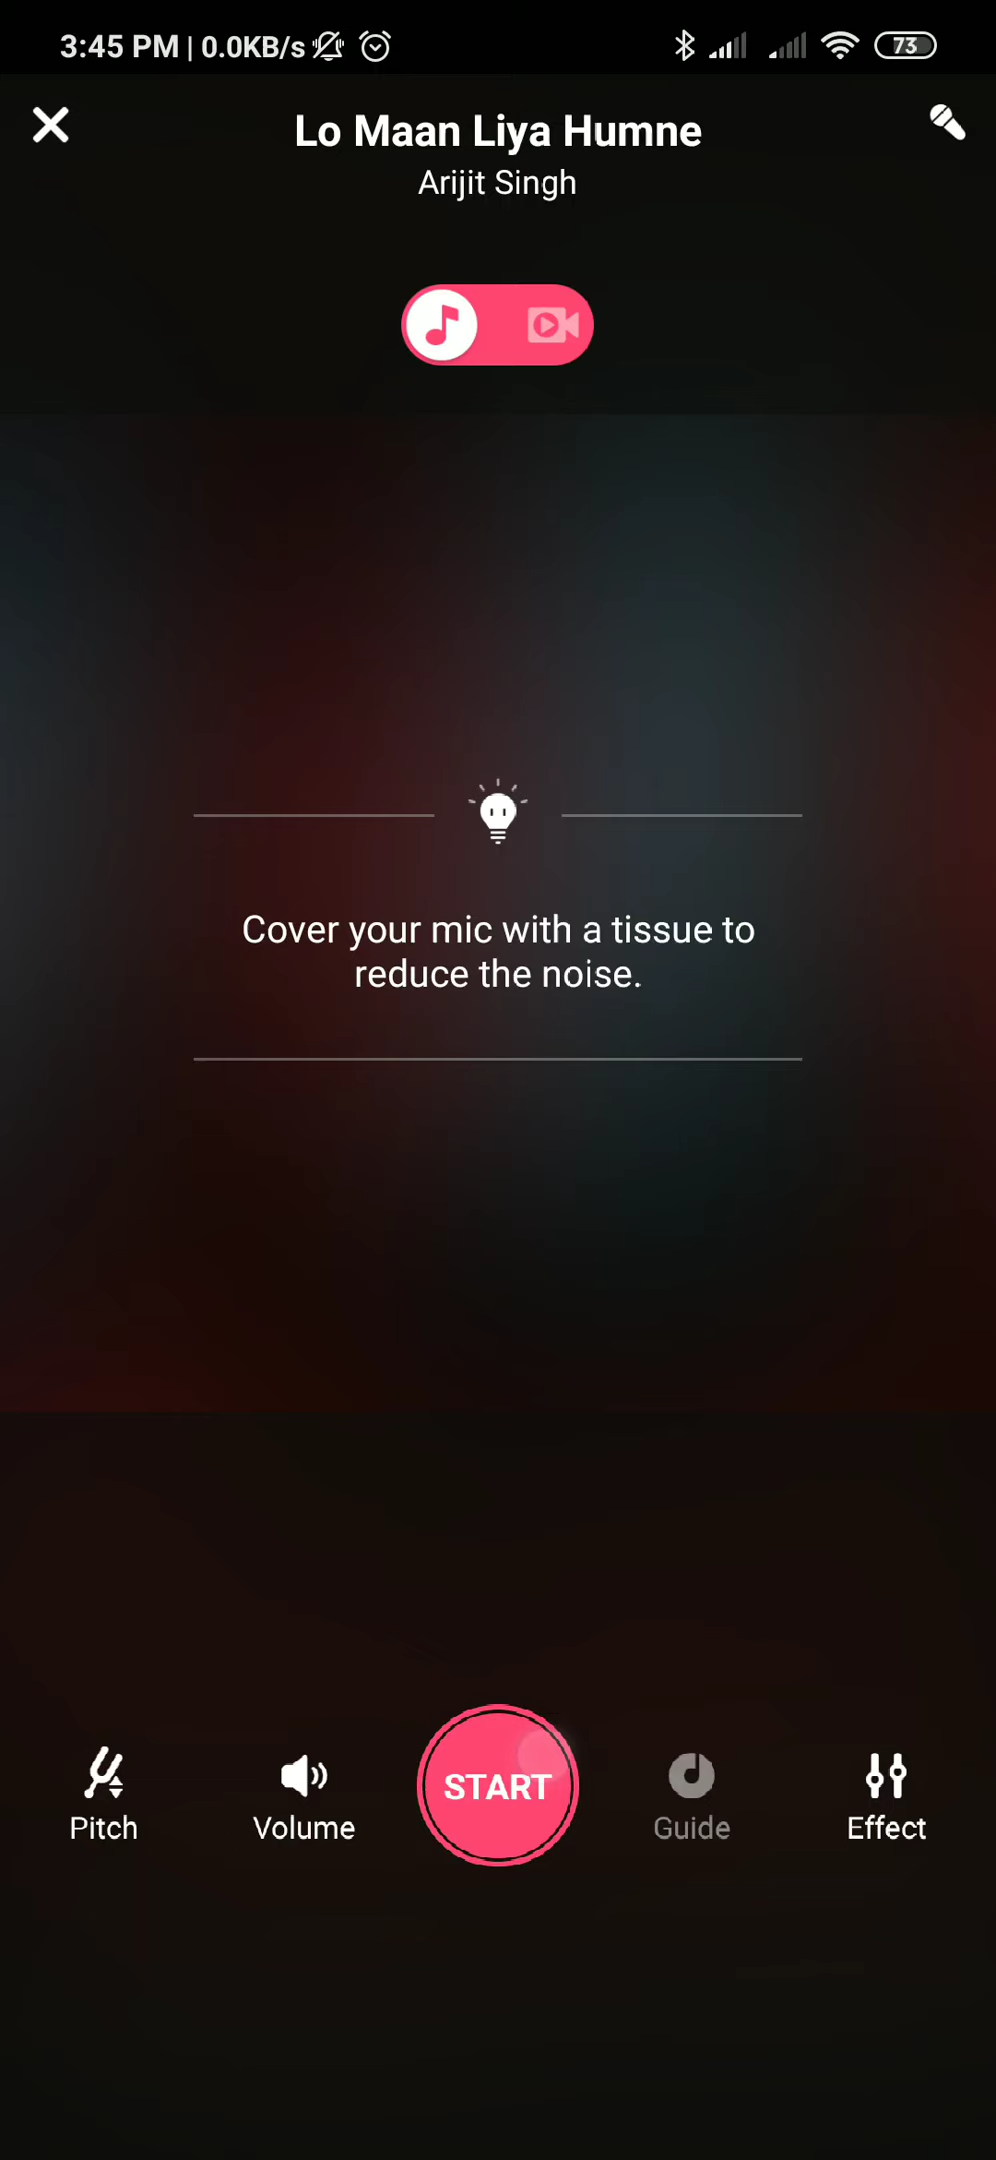 3:45 PM | 0.0KB/s 73
Lo Maan Liya Humne
Arijit Singh
Cover your mic with a tissue to
reduce the noise.
Pitch Volume START Guide Effect